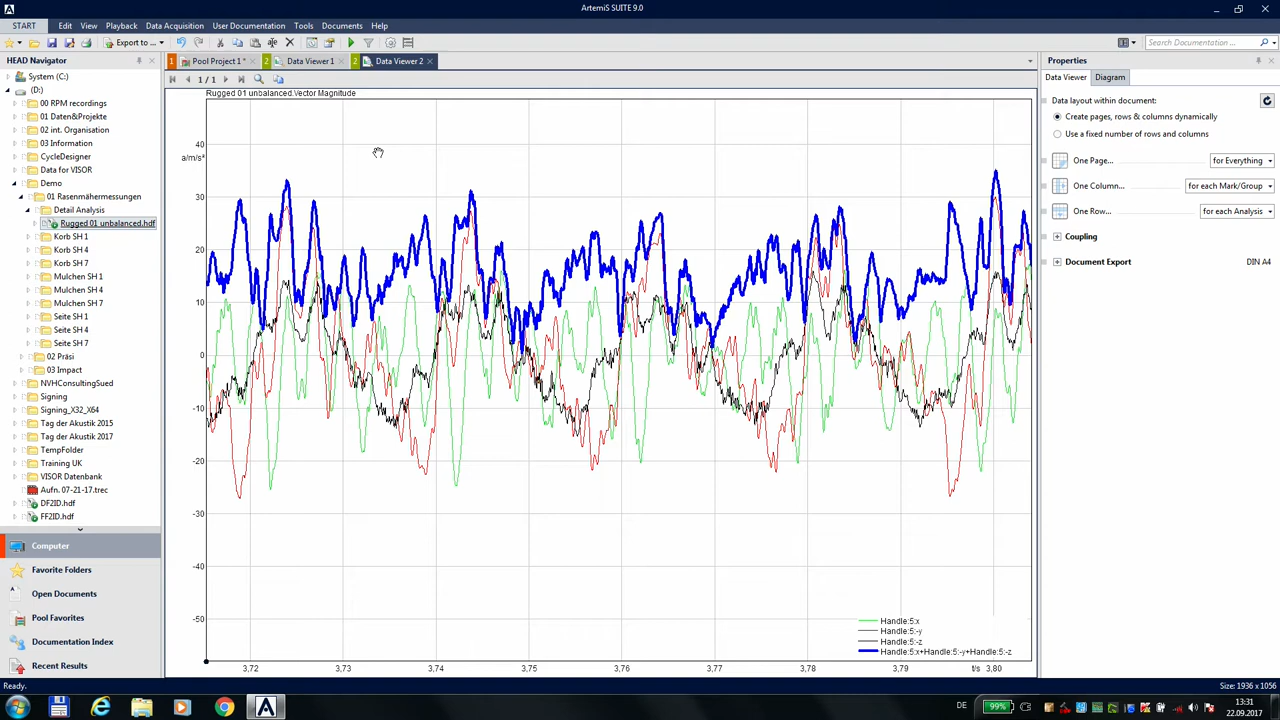 ArtemiS SUITE 9.0
START Edit View Playback Data Acquisition User Documentation Tools Documents Help
Export to ...
Search Documentation...
HEAD Navigator
1 Pool Project 1 * 2 Data Viewer 1 2 Data Viewer 2
Properties
System (C:)
(D:)
00 RPM recordings
01 Daten&Projekte
02 int. Organisation
03 Information
CycleDesigner
Data for VISOR
Demo
01 Rasenmähermessungen
Detail Analysis
Rugged 01 unbalanced.hdf
Korb SH 1
Korb SH 4
Korb SH 7
Mulchen SH 1
Mulchen SH 4
Mulchen SH 7
Seite SH 1
Seite SH 4
Seite SH 7
02 Präsi
03 Impact
NVHConsultingSued
Signing
Signing_X32_X64
Tag der Akustik 2015
Tag der Akustik 2017
TempFolder
Training UK
VISOR Datenbank
Aufn. 07-21-17.trec
DF2ID.hdf
FF2ID.hdf
Computer
Favorite Folders
Open Documents
Pool Favorites
Documentation Index
Recent Results
1 / 1
Rugged 01 unbalanced.Vector Magnitude
40
a/m/s²
30
20
10
0
-10
-20
-30
-40
-50
3,72 3,73 3,74 3,75 3,76 3,77 3,78 3,79 t/s 3,80
Handle:5:x
Handle:5:-y
Handle:5:-z
Handle:5:x+Handle:5:-y+Handle:5:-z
Data Viewer Diagram
Data layout within document:
Create pages, rows & columns dynamically
Use a fixed number of rows and columns
One Page... for Everything
One Column... for each Mark/Group
One Row... for each Analysis
Coupling
Document Export DIN A4
Ready.
Size: 1936 x 1056
DE 99% 13:31
22.09.2017